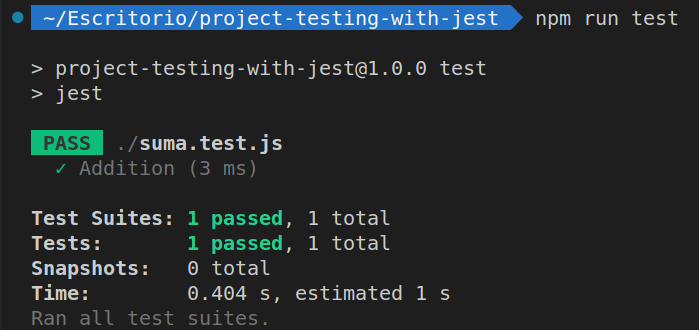 ~/Escritorio/project-testing-with-jest npm run test
> project-testing-with-jest@1.0.0 test
> jest
PASS ./suma.test.js
✓ Addition (3 ms)
Test Suites: 1 passed, 1 total
Tests: 1 passed, 1 total
Snapshots: 0 total
Time: 0.404 s, estimated 1 s
Ran all test suites.